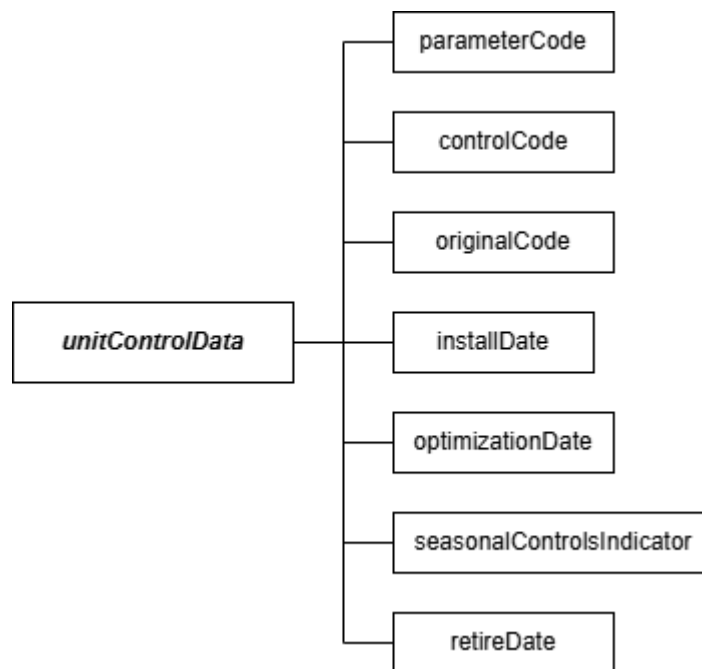 parameterCode
controlCode
originalCode
unitControlData
installDate
optimizationDate
seasonalControlsIndicator
retireDate